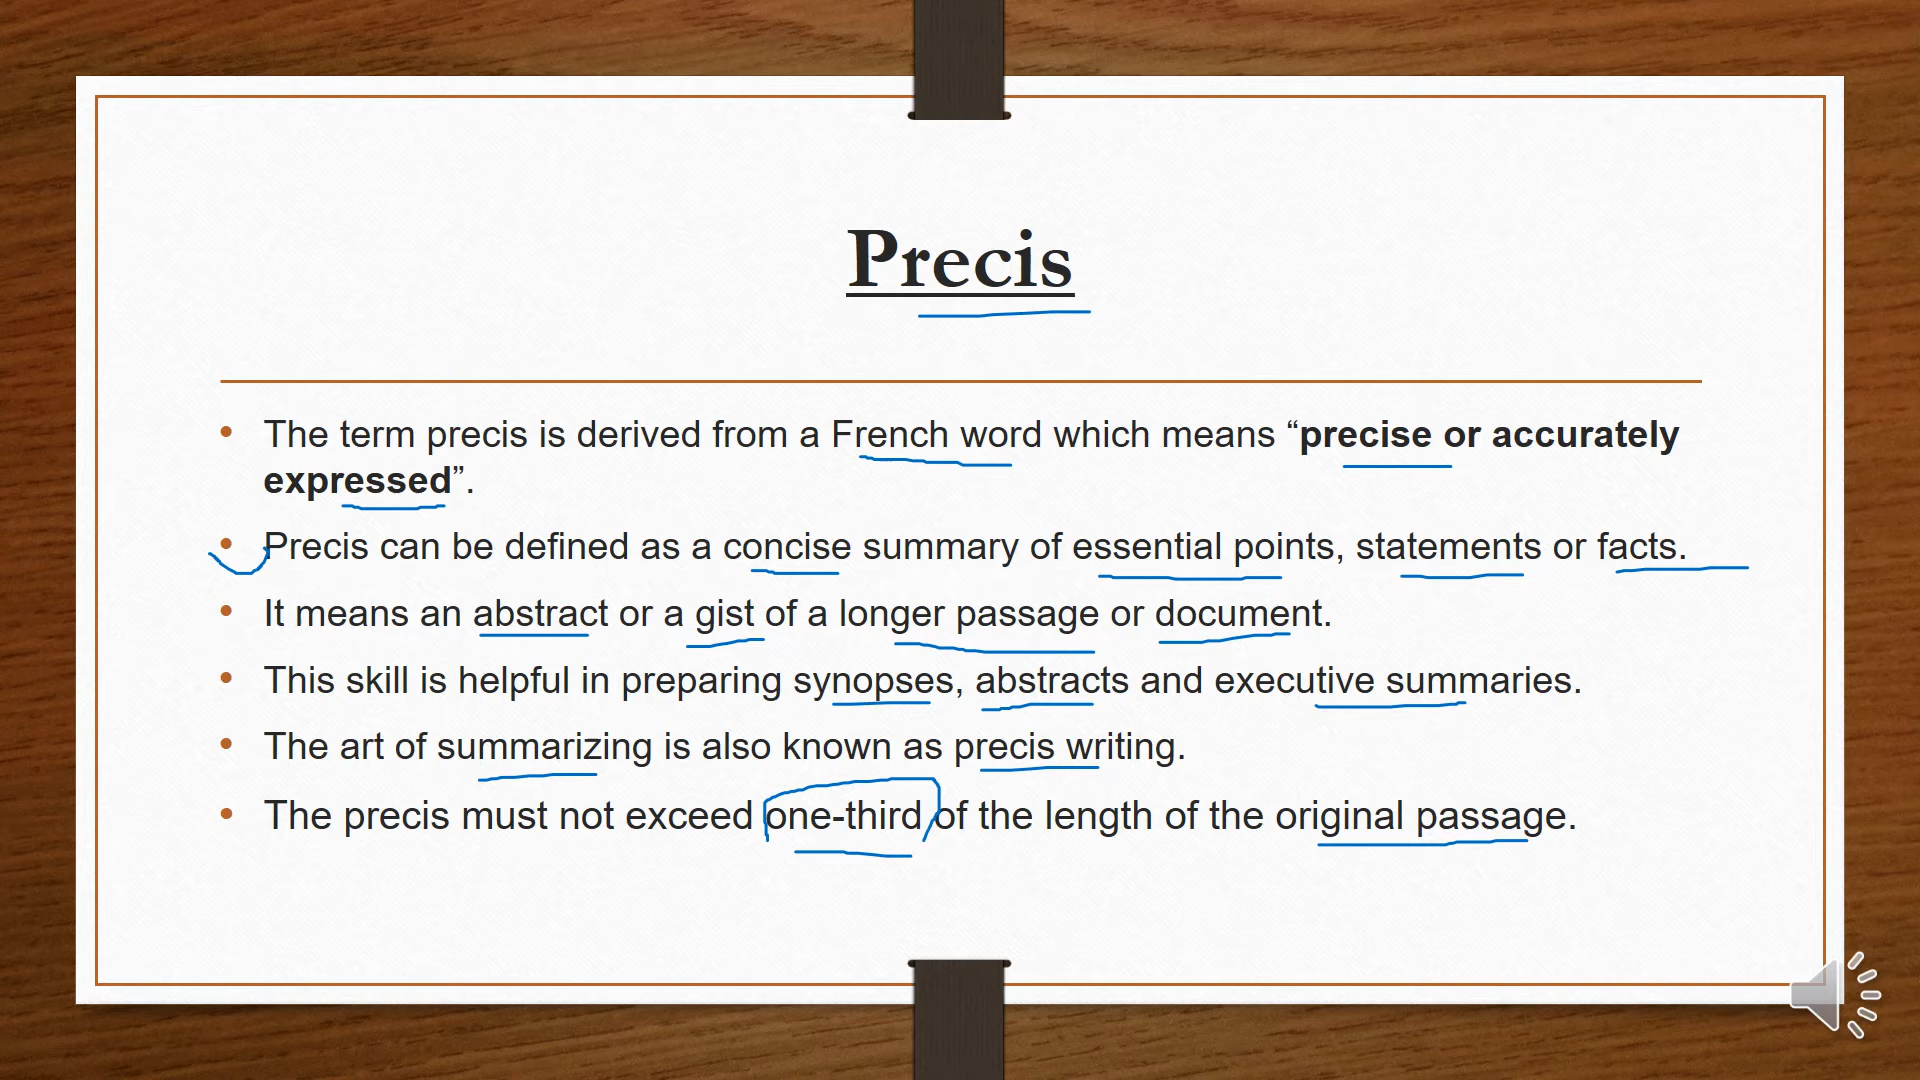 Precis
• The term precis is derived from a French word which means “precise or accurately
expressed”.
• Precis can be defined as a concise summary of essential points, statements or facts.
• It means an abstract or a gist of a longer passage or document.
• This skill is helpful in preparing synopses, abstracts and executive summaries.
• The art of summarizing is also known as precis writing.
• The precis must not exceed one-third of the length of the original passage.